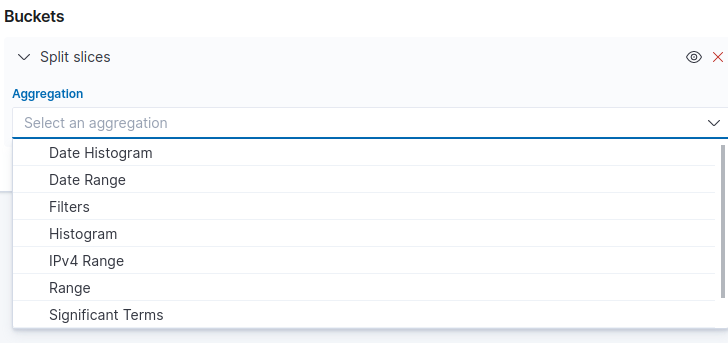 Buckets
Split slices
Aggregation
Select an aggregation
Date Histogram
Date Range
Filters
Histogram
IPv4 Range
Range
Significant Terms